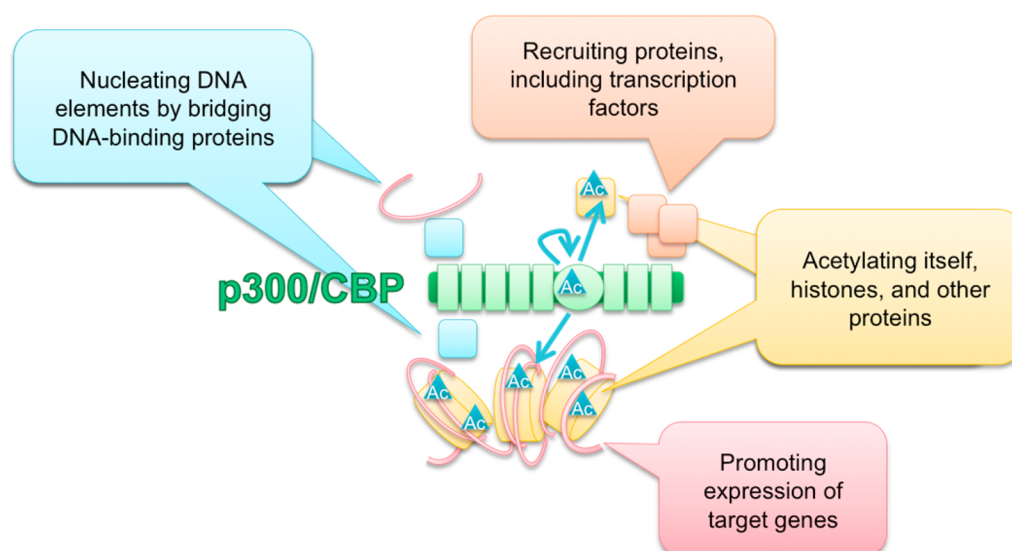 Nucleating DNA
elements by bridging
DNA-binding proteins
Recruiting proteins,
including transcription
factors
Ac
p300/CBP
Ac
Acetylating itself,
histones, and other
proteins
Ac
Ac
Ac
Ac
Ac
Promoting
expression of
target genes